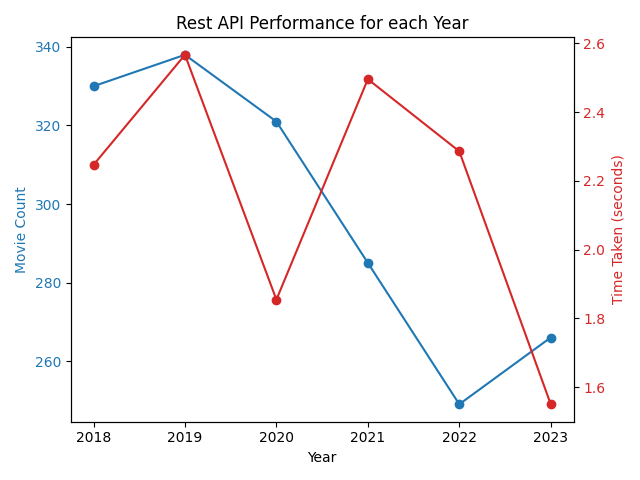 Rest API Performance for each Year
340
320
300
280
260
Movie Count
2.6
2.4
2.2
2.0
1.8
1.6
Time Taken (seconds)
2018 2019 2020 2021 2022 2023
Year